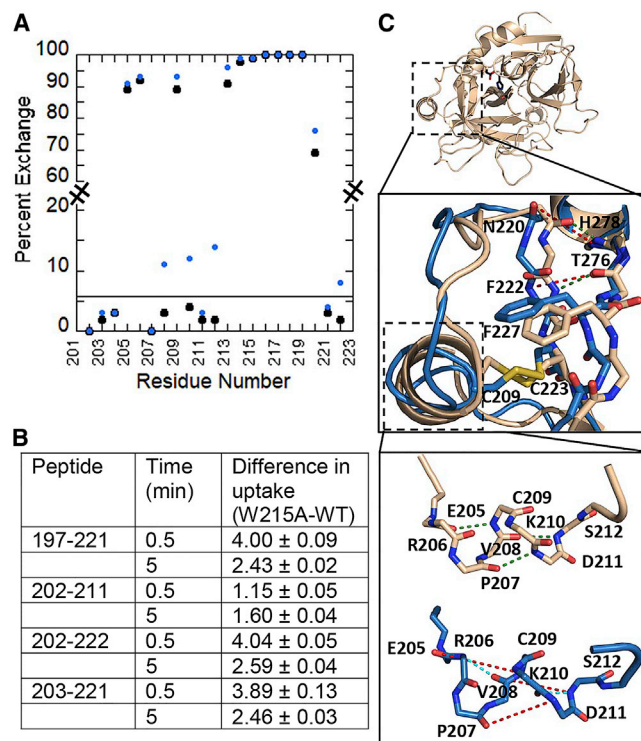 A
C
100
90
80
70
60
20
10
0
Percent Exchange
201
203
205
207
209
211
213
215
217
219
221
223
Residue Number
B
Peptide Time (min) Difference in uptake (W215A-WT)
197-221 0.5 4.00 ± 0.09
5 2.43 ± 0.02
202-211 0.5 1.15 ± 0.05
5 1.60 ± 0.04
202-222 0.5 4.04 ± 0.05
5 2.59 ± 0.04
203-221 0.5 3.89 ± 0.13
5 2.46 ± 0.03
N220 H278
T276
F222
F227
C223
C209
C209
E205
K210
S212
R206
V208
D211
P207
E205 R206 C209
S212
K210
V208
D211
P207